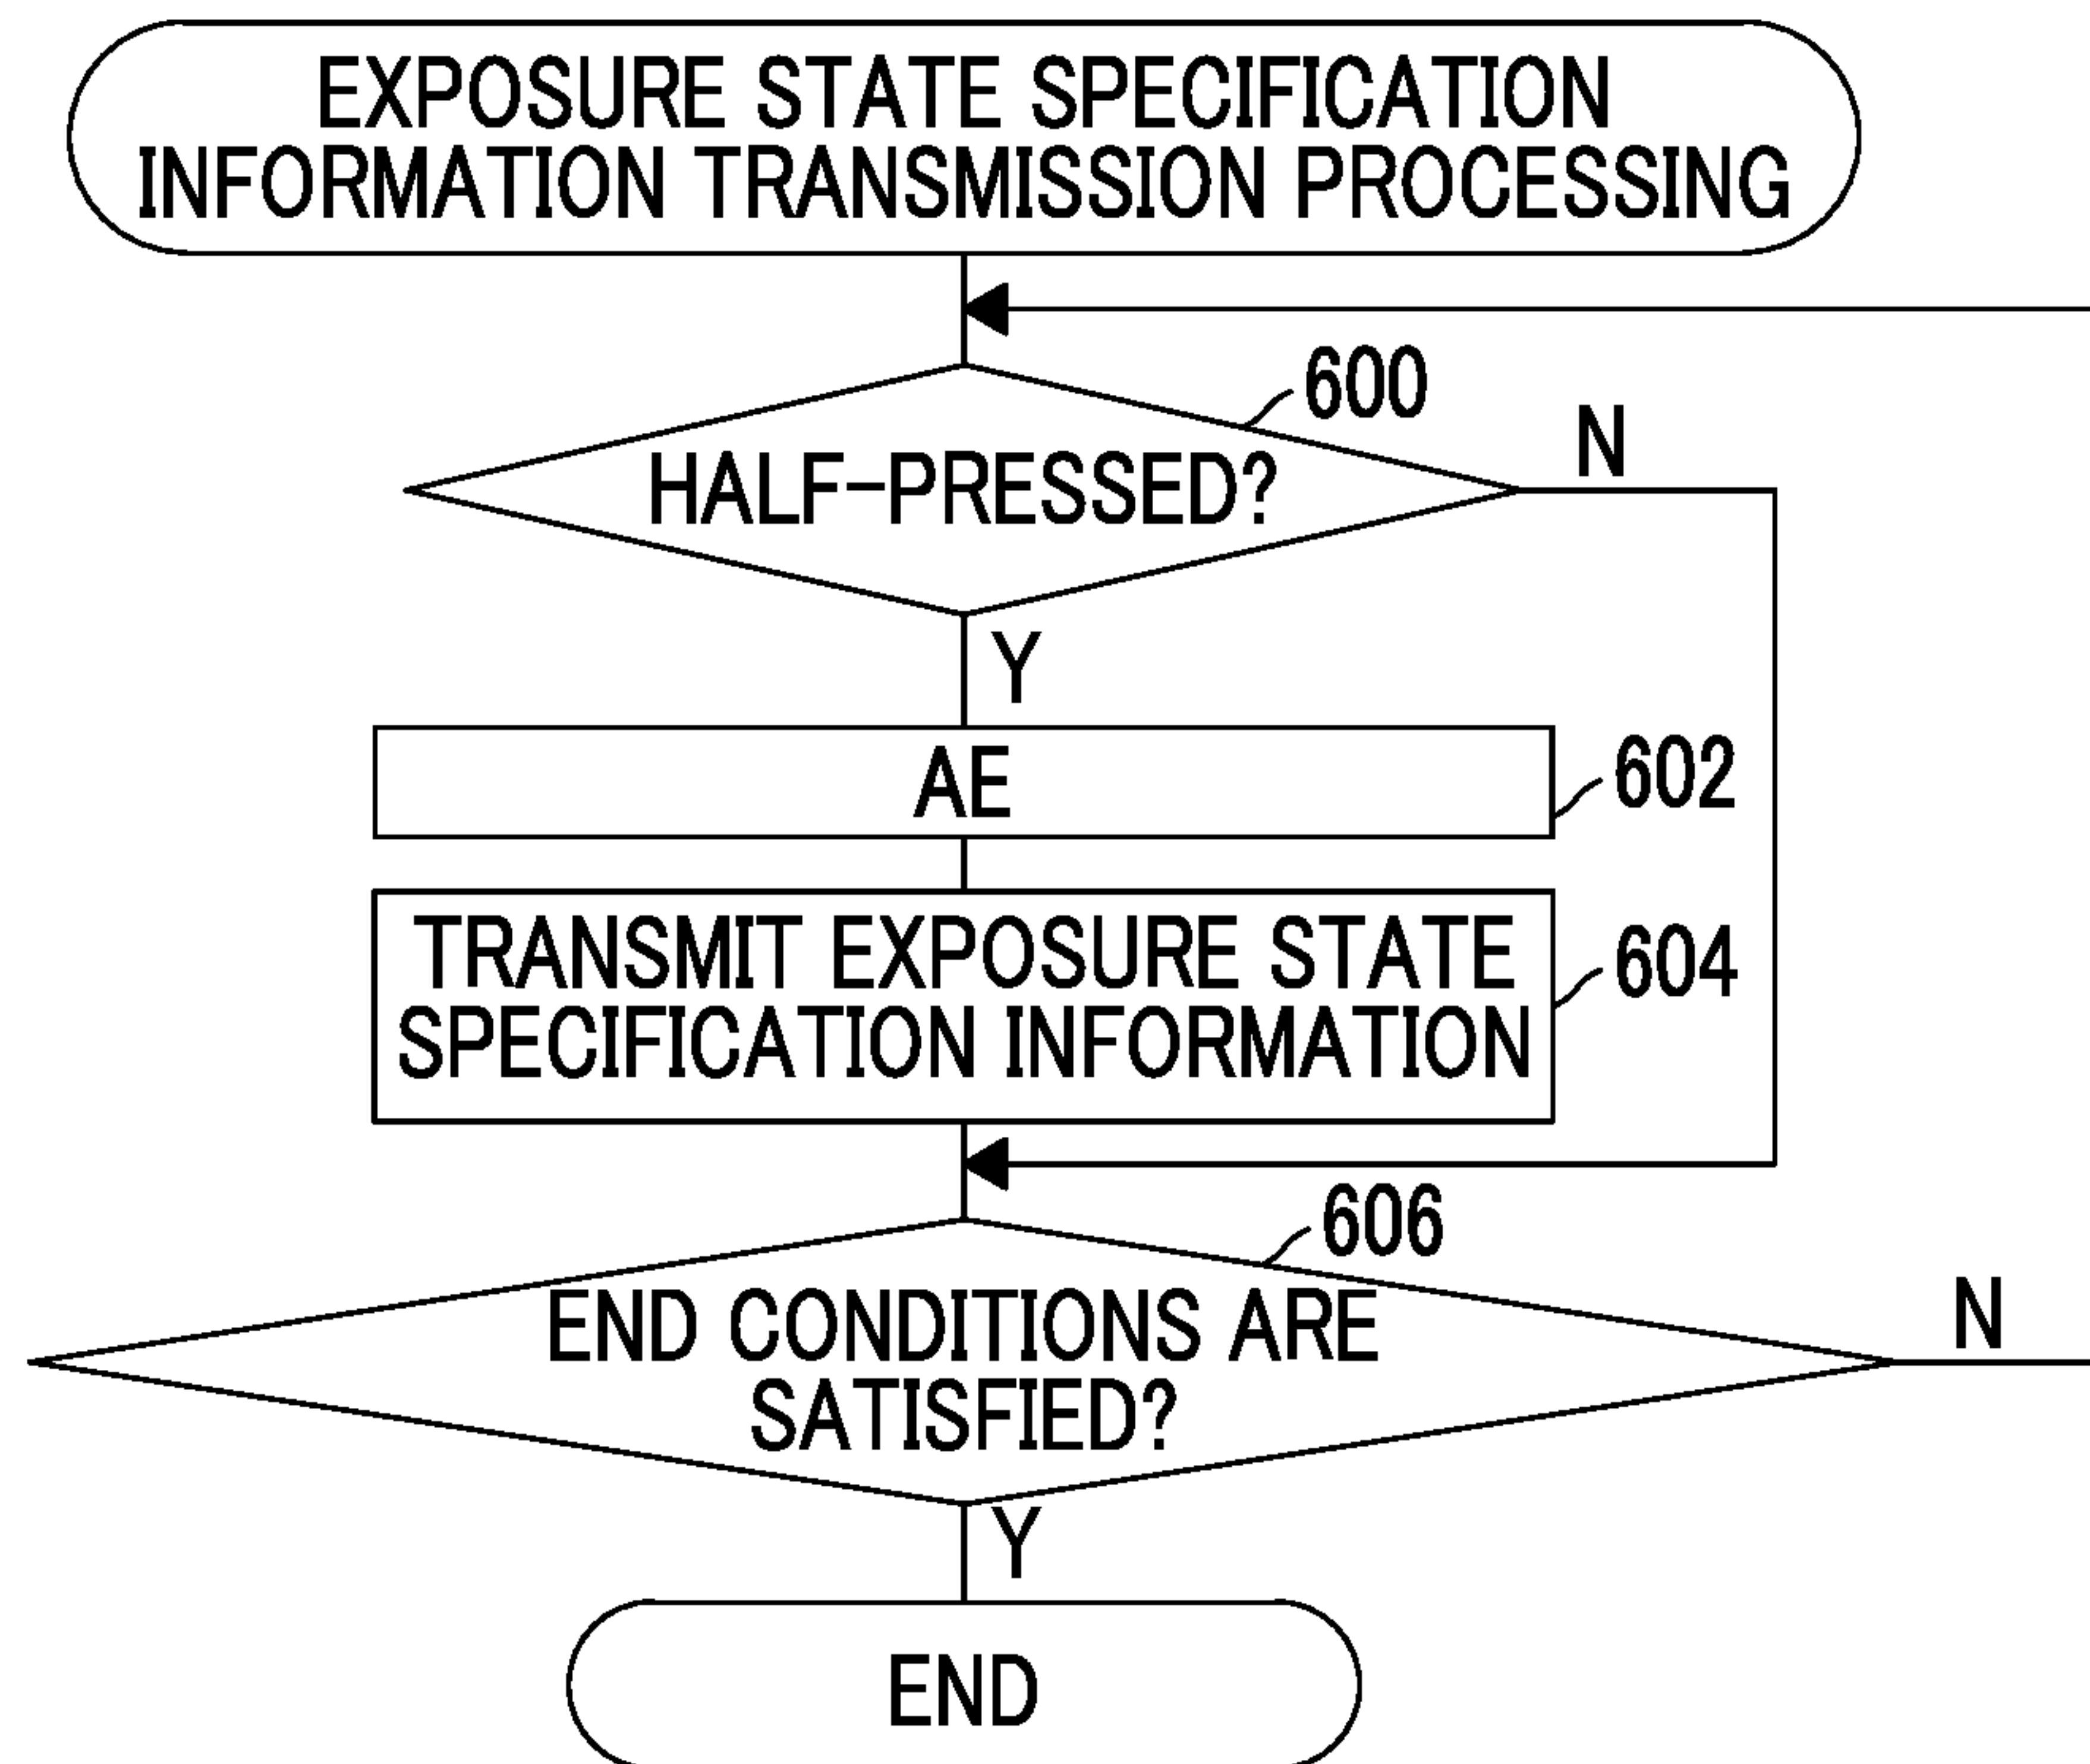 EXPOSURE STATE SPECIFICATION
INFORMATION TRANSMISSION PROCESSING
600
N
HALF-PRESSED?
Y
AE
602
TRANSMIT EXPOSURE STATE
SPECIFICATION INFORMATION
604
606
END CONDITIONS ARE
SATISFIED?
N
Y
END